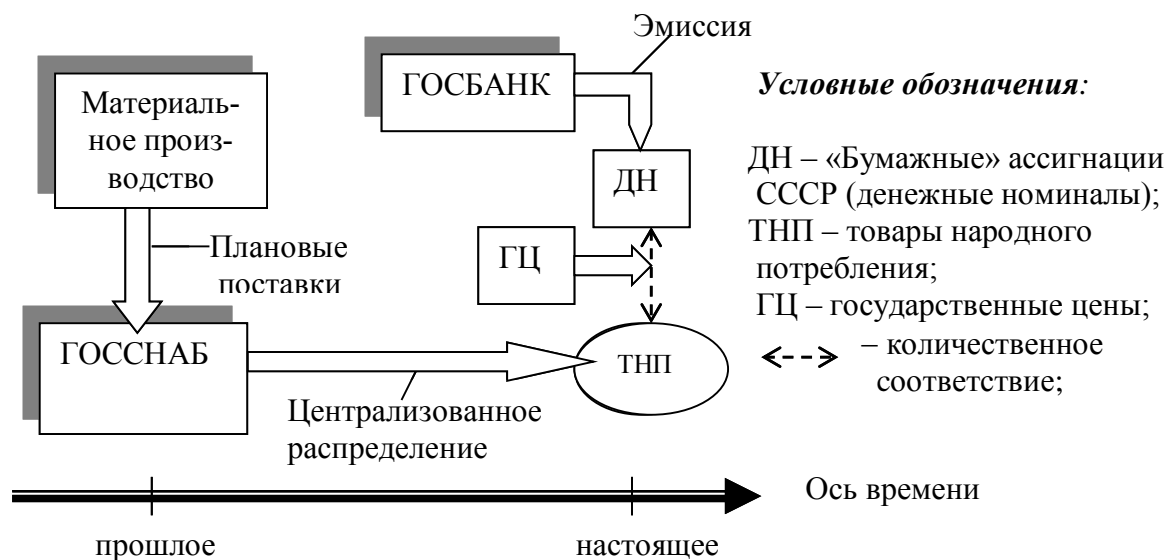 Эмиссия
Материаль-
ное произ-
водство
ГОСБАНК
Условные обозначения:
ДН – «Бумажные» ассигнации
СССР (денежные номиналы);
ТНП – товары народного
потребления;
ГЦ – государственные цены;
– количественное
соответствие;
ДН
Плановые
поставки
ГЦ
ГОССНАБ
ТНП
Централизованное
распределение
Ось времени
прошлое
настоящее